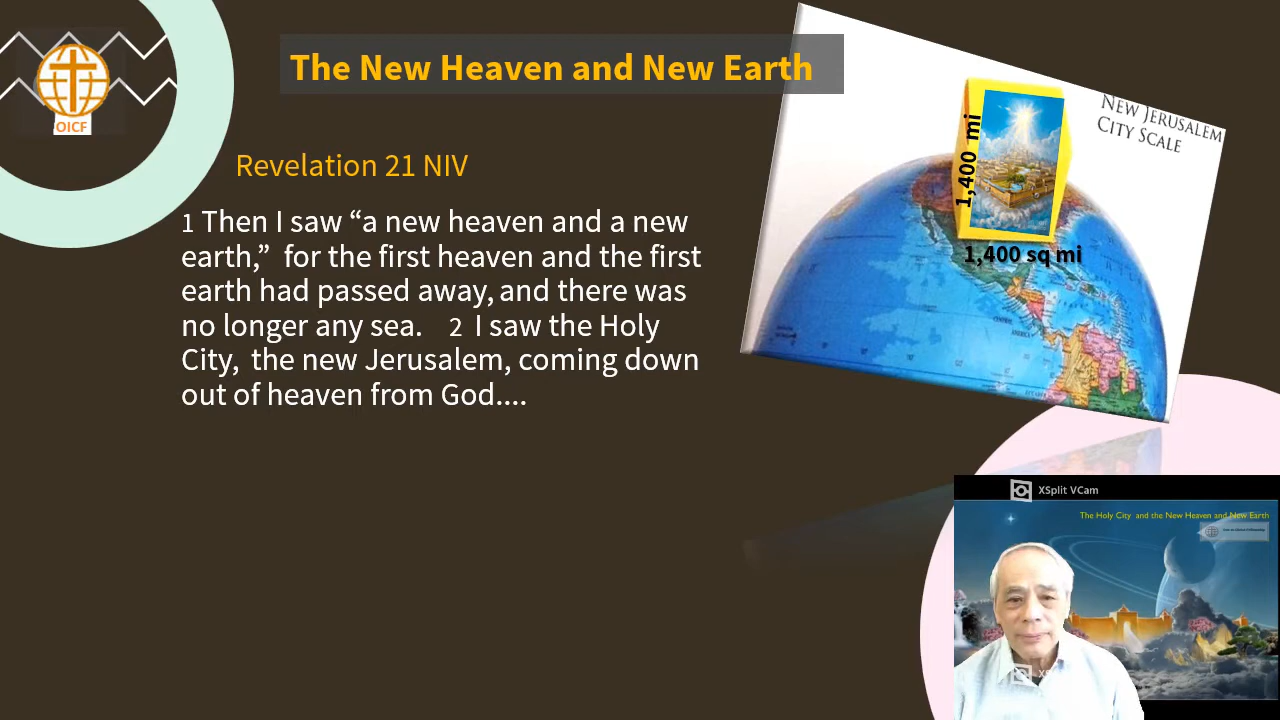 The New Heaven and New Earth
OICF
NEW JERUSALEM
CITY SCALE
1,400 mi
1,400 sq mi
Revelation 21 NIV
1 Then I saw “a new heaven and a new
earth,” for the first heaven and the first
earth had passed away, and there was
no longer any sea. 2 I saw the Holy
City, the new Jerusalem, coming down
out of heaven from God....
XSplit VCam
The Holy City and the New Heaven and New Earth